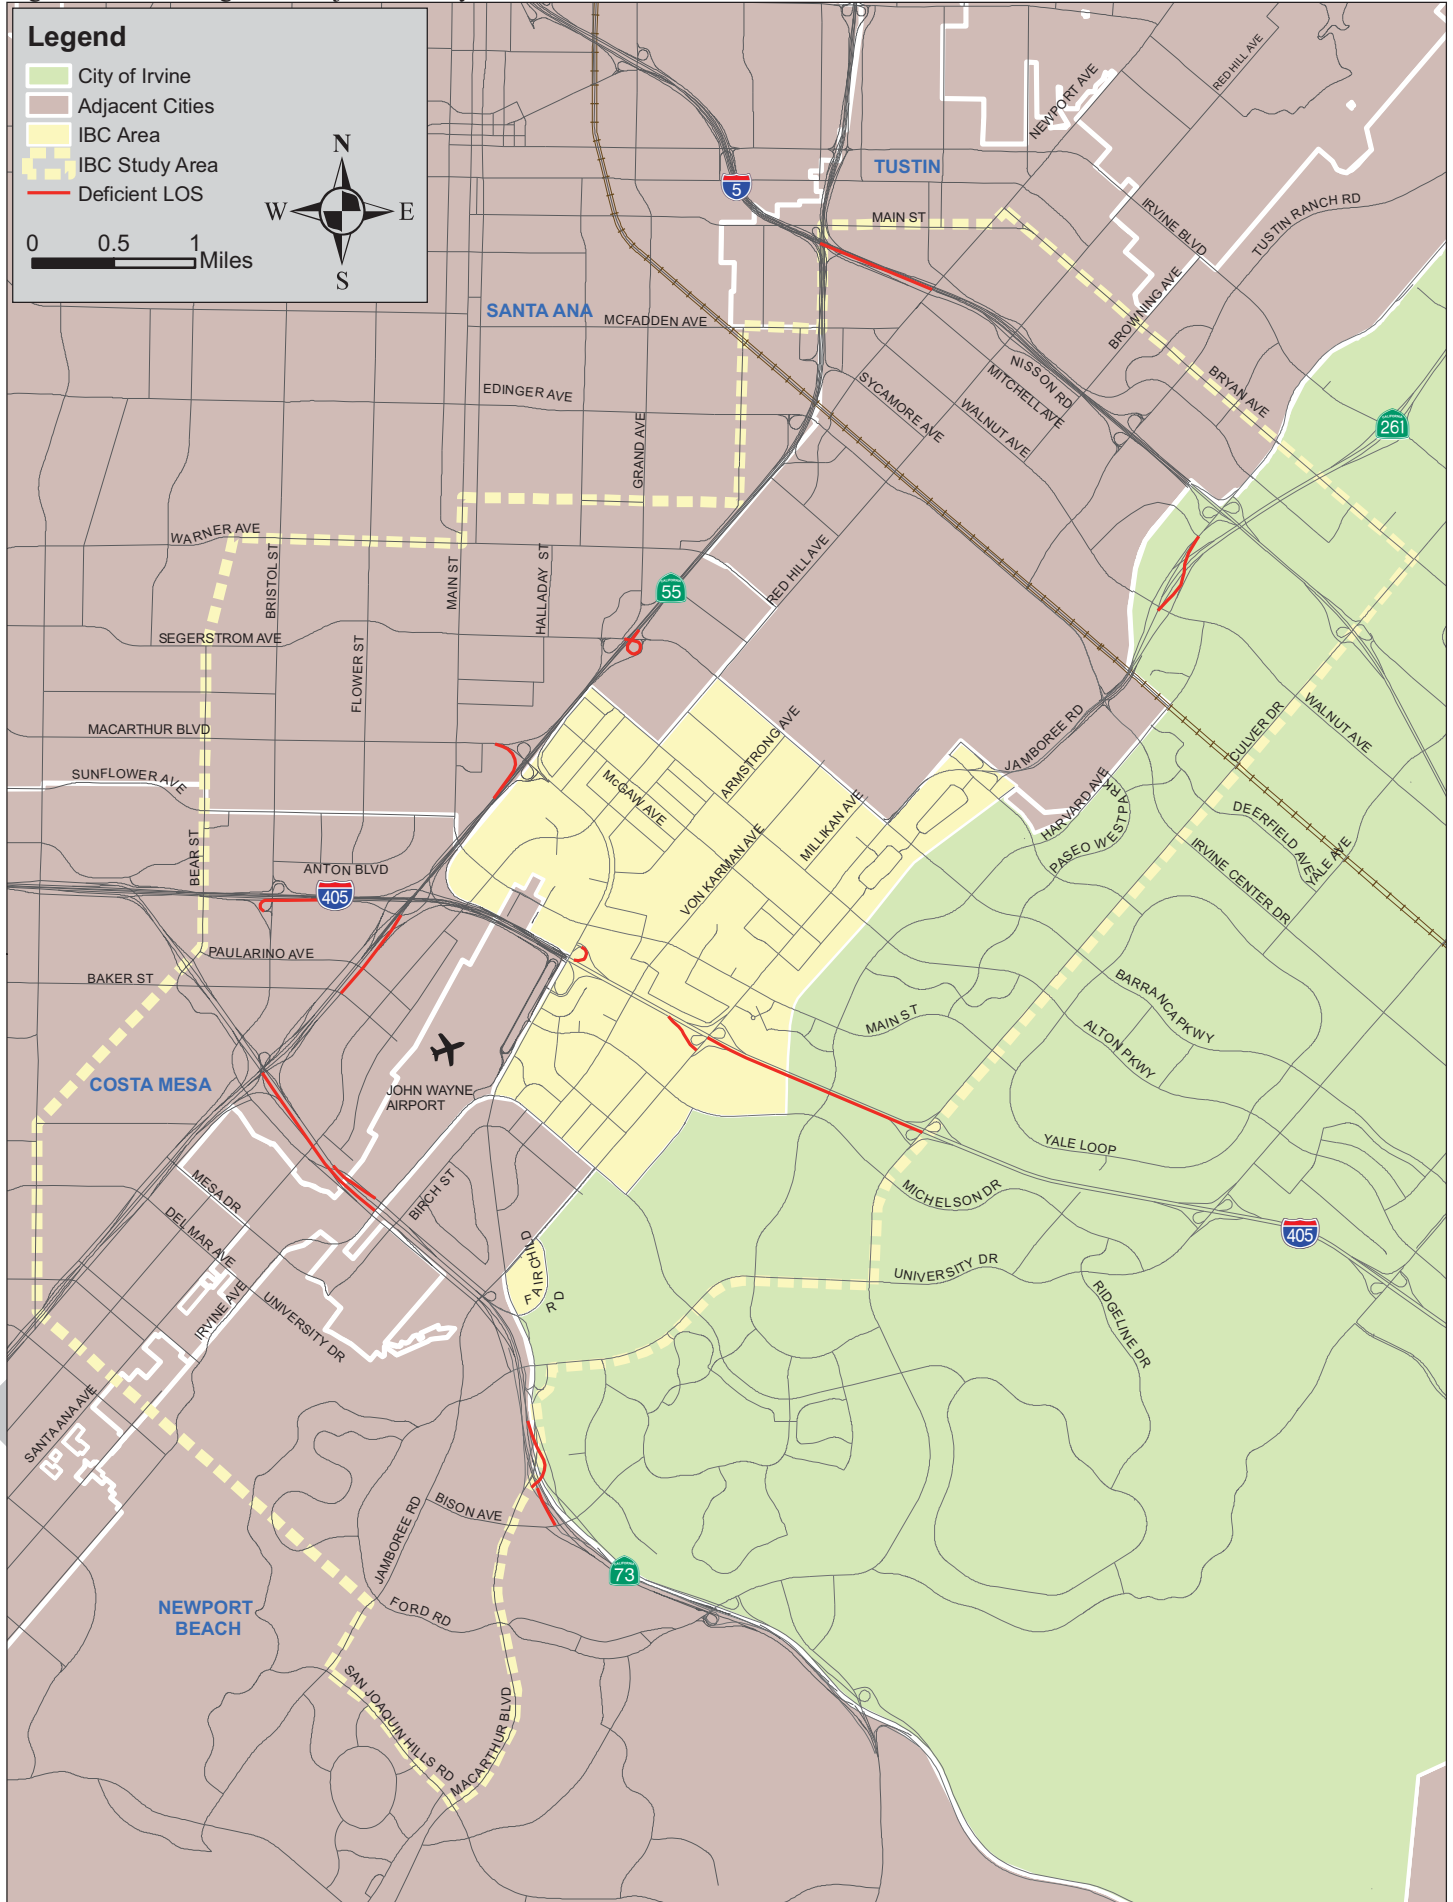 Legend
City of Irvine
Adjacent Cities
IBC Area
IBC Study Area
Deficient LOS
N
W
E
S
0 0.5 1
Miles
NEWPORT AVE
RED HILL AVE
TUSTIN
5
MAIN ST
IRVINE BLVD
TUSTIN RANCH RD
SANTA ANA
MCFADDEN AVE
BROWNING AVE
NISSON RD
MITCHELL AVE
EDINGER AVE
SYCAMORE AVE
WALNUT AVE
BRYAN AVE
CALIFORNIA
261
GRAND AVE
WARNER AVE
BRISTOL ST
MAIN ST
HALLADAY ST
CALIFORNIA
55
RED HILL AVE
SEGERSTROM AVE
FLOWER ST
MACARTHUR BLVD
SUNFLOWER AVE
McGAW AVE
ARMSTRONG AVE
JAMBOREE RD
CULVER DR
WALNUT AVE
HARVARD AVE
PASEO WESTPARK
DEERFIELD AVE
YALE AVE
IRVINE CENTER DR
BEAR ST
ANTON BLVD
405
VON KARMAN AVE
MILLIKAN AVE
PAULARINO AVE
BAKER ST
BARRANCA PKWY
MAIN ST
ALTON PKWY
COSTA MESA
JOHN WAYNE
AIRPORT
YALE LOOP
MESA DR
BIRCH ST
MICHELSON DR
DEL MAR AVE
405
FAIRCHILD
RD
UNIVERSITY DR
IRVINE AVE
UNIVERSITY DR
RIDGELINE DR
SANTA ANA AVE
JAMBOREE RD
BISON AVE
CALIFORNIA
73
NEWPORT
BEACH
FORD RD
SAN JOAQUIN HILLS RD
MACARTHUR BLVD